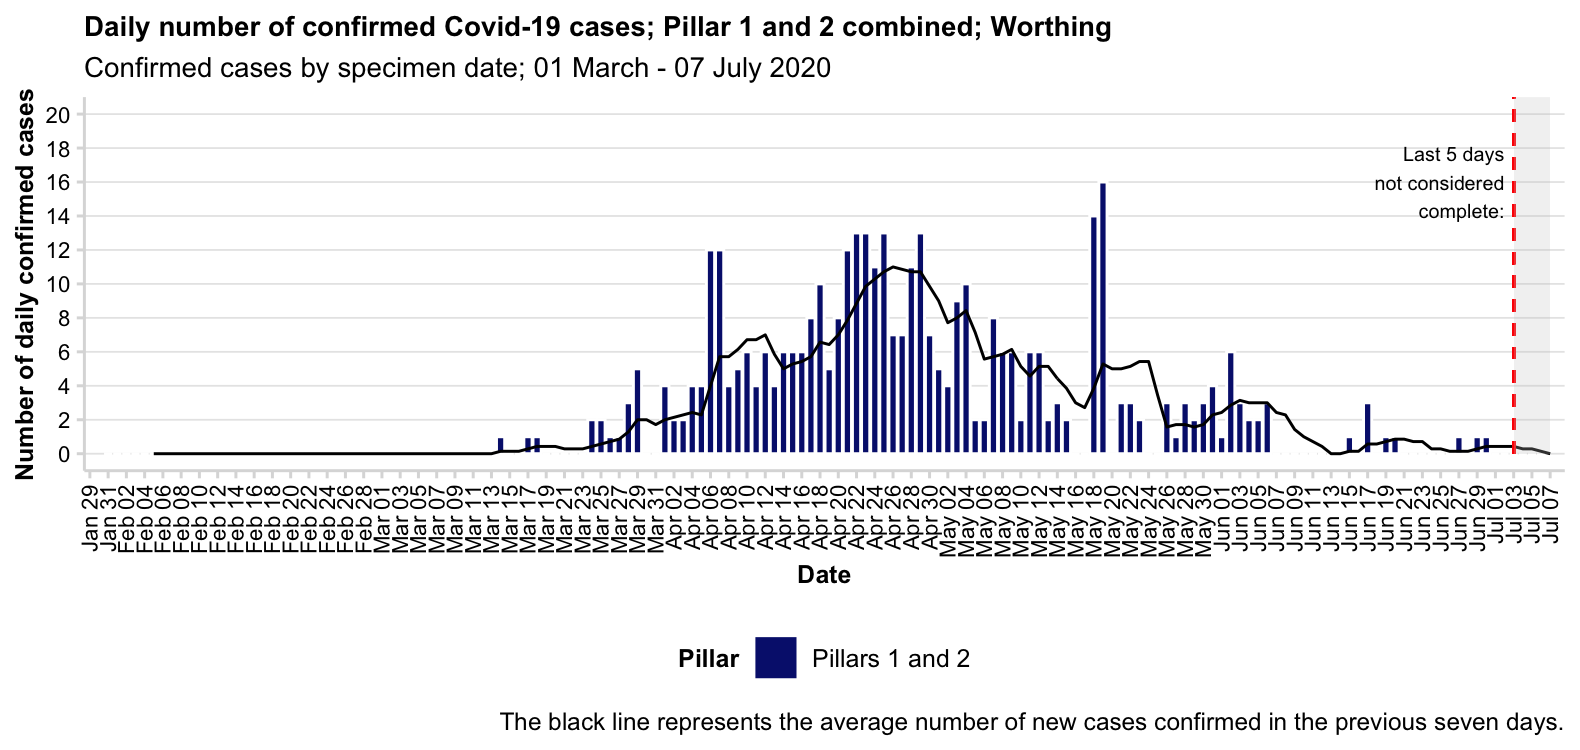 Daily number of confirmed Covid-19 cases; Pillar 1 and 2 combined; Worthing
Confirmed cases by specimen date; 01 March - 07 July 2020
Number of daily confirmed cases
20
18
16
14
12
10
8
6
4
2
0
Last 5 days
not considered
complete:
Jan 29
Jan 31
Feb 02
Feb 04
Feb 06
Feb 08
Feb 10
Feb 12
Feb 14
Feb 16
Feb 18
Feb 20
Feb 22
Feb 24
Feb 26
Feb 28
Mar 01
Mar 03
Mar 05
Mar 07
Mar 09
Mar 11
Mar 13
Mar 15
Mar 17
Mar 19
Mar 21
Mar 23
Mar 25
Mar 27
Mar 29
Mar 31
Apr 02
Apr 04
Apr 06
Apr 08
Apr 10
Apr 12
Apr 14
Apr 16
Apr 18
Apr 20
Apr 22
Apr 24
Apr 26
Apr 28
Apr 30
May 02
May 04
May 06
May 08
May 10
May 12
May 14
May 16
May 18
May 20
May 22
May 24
May 26
May 28
May 30
Jun 01
Jun 03
Jun 05
Jun 07
Jun 09
Jun 11
Jun 13
Jun 15
Jun 17
Jun 19
Jun 21
Jun 23
Jun 25
Jun 27
Jun 29
Jul 01
Jul 03
Jul 05
Jul 07
Date
Pillar
Pillars 1 and 2
The black line represents the average number of new cases confirmed in the previous seven days.